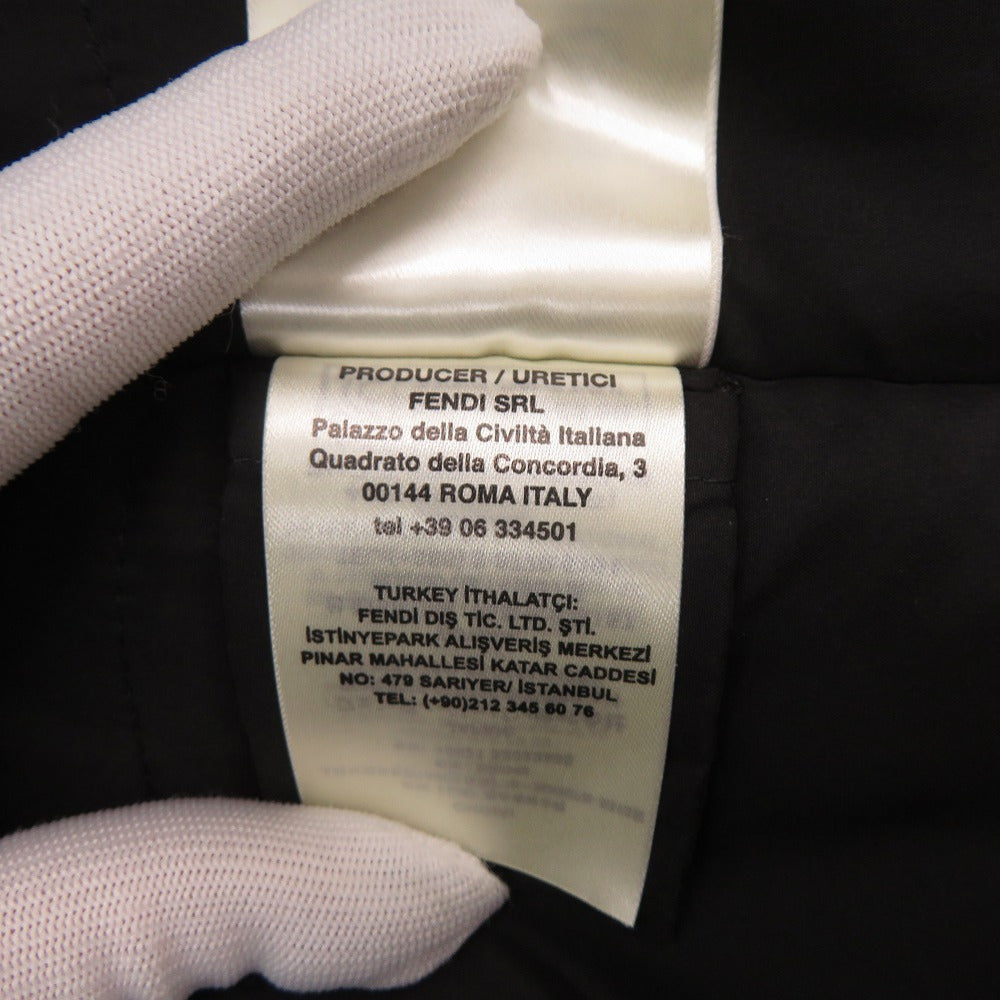 PRODUCER / URETICI
FENDI SRL
Palazzo della Civiltà Italiana
Quadrato della Concordia, 3
00144 ROMA ITALY
tel +39 06 334501
TURKEY İTHALATÇI:
FENDİ DIŞ TİC. LTD. ŞTİ.
İSTİNYEPARK ALIŞVERİŞ MERKEZİ
PINAR MAHALLESİ KATAR CADDESİ
NO: 479 SARIYER/ İSTANBUL
TEL: (+90)212 345 60 76